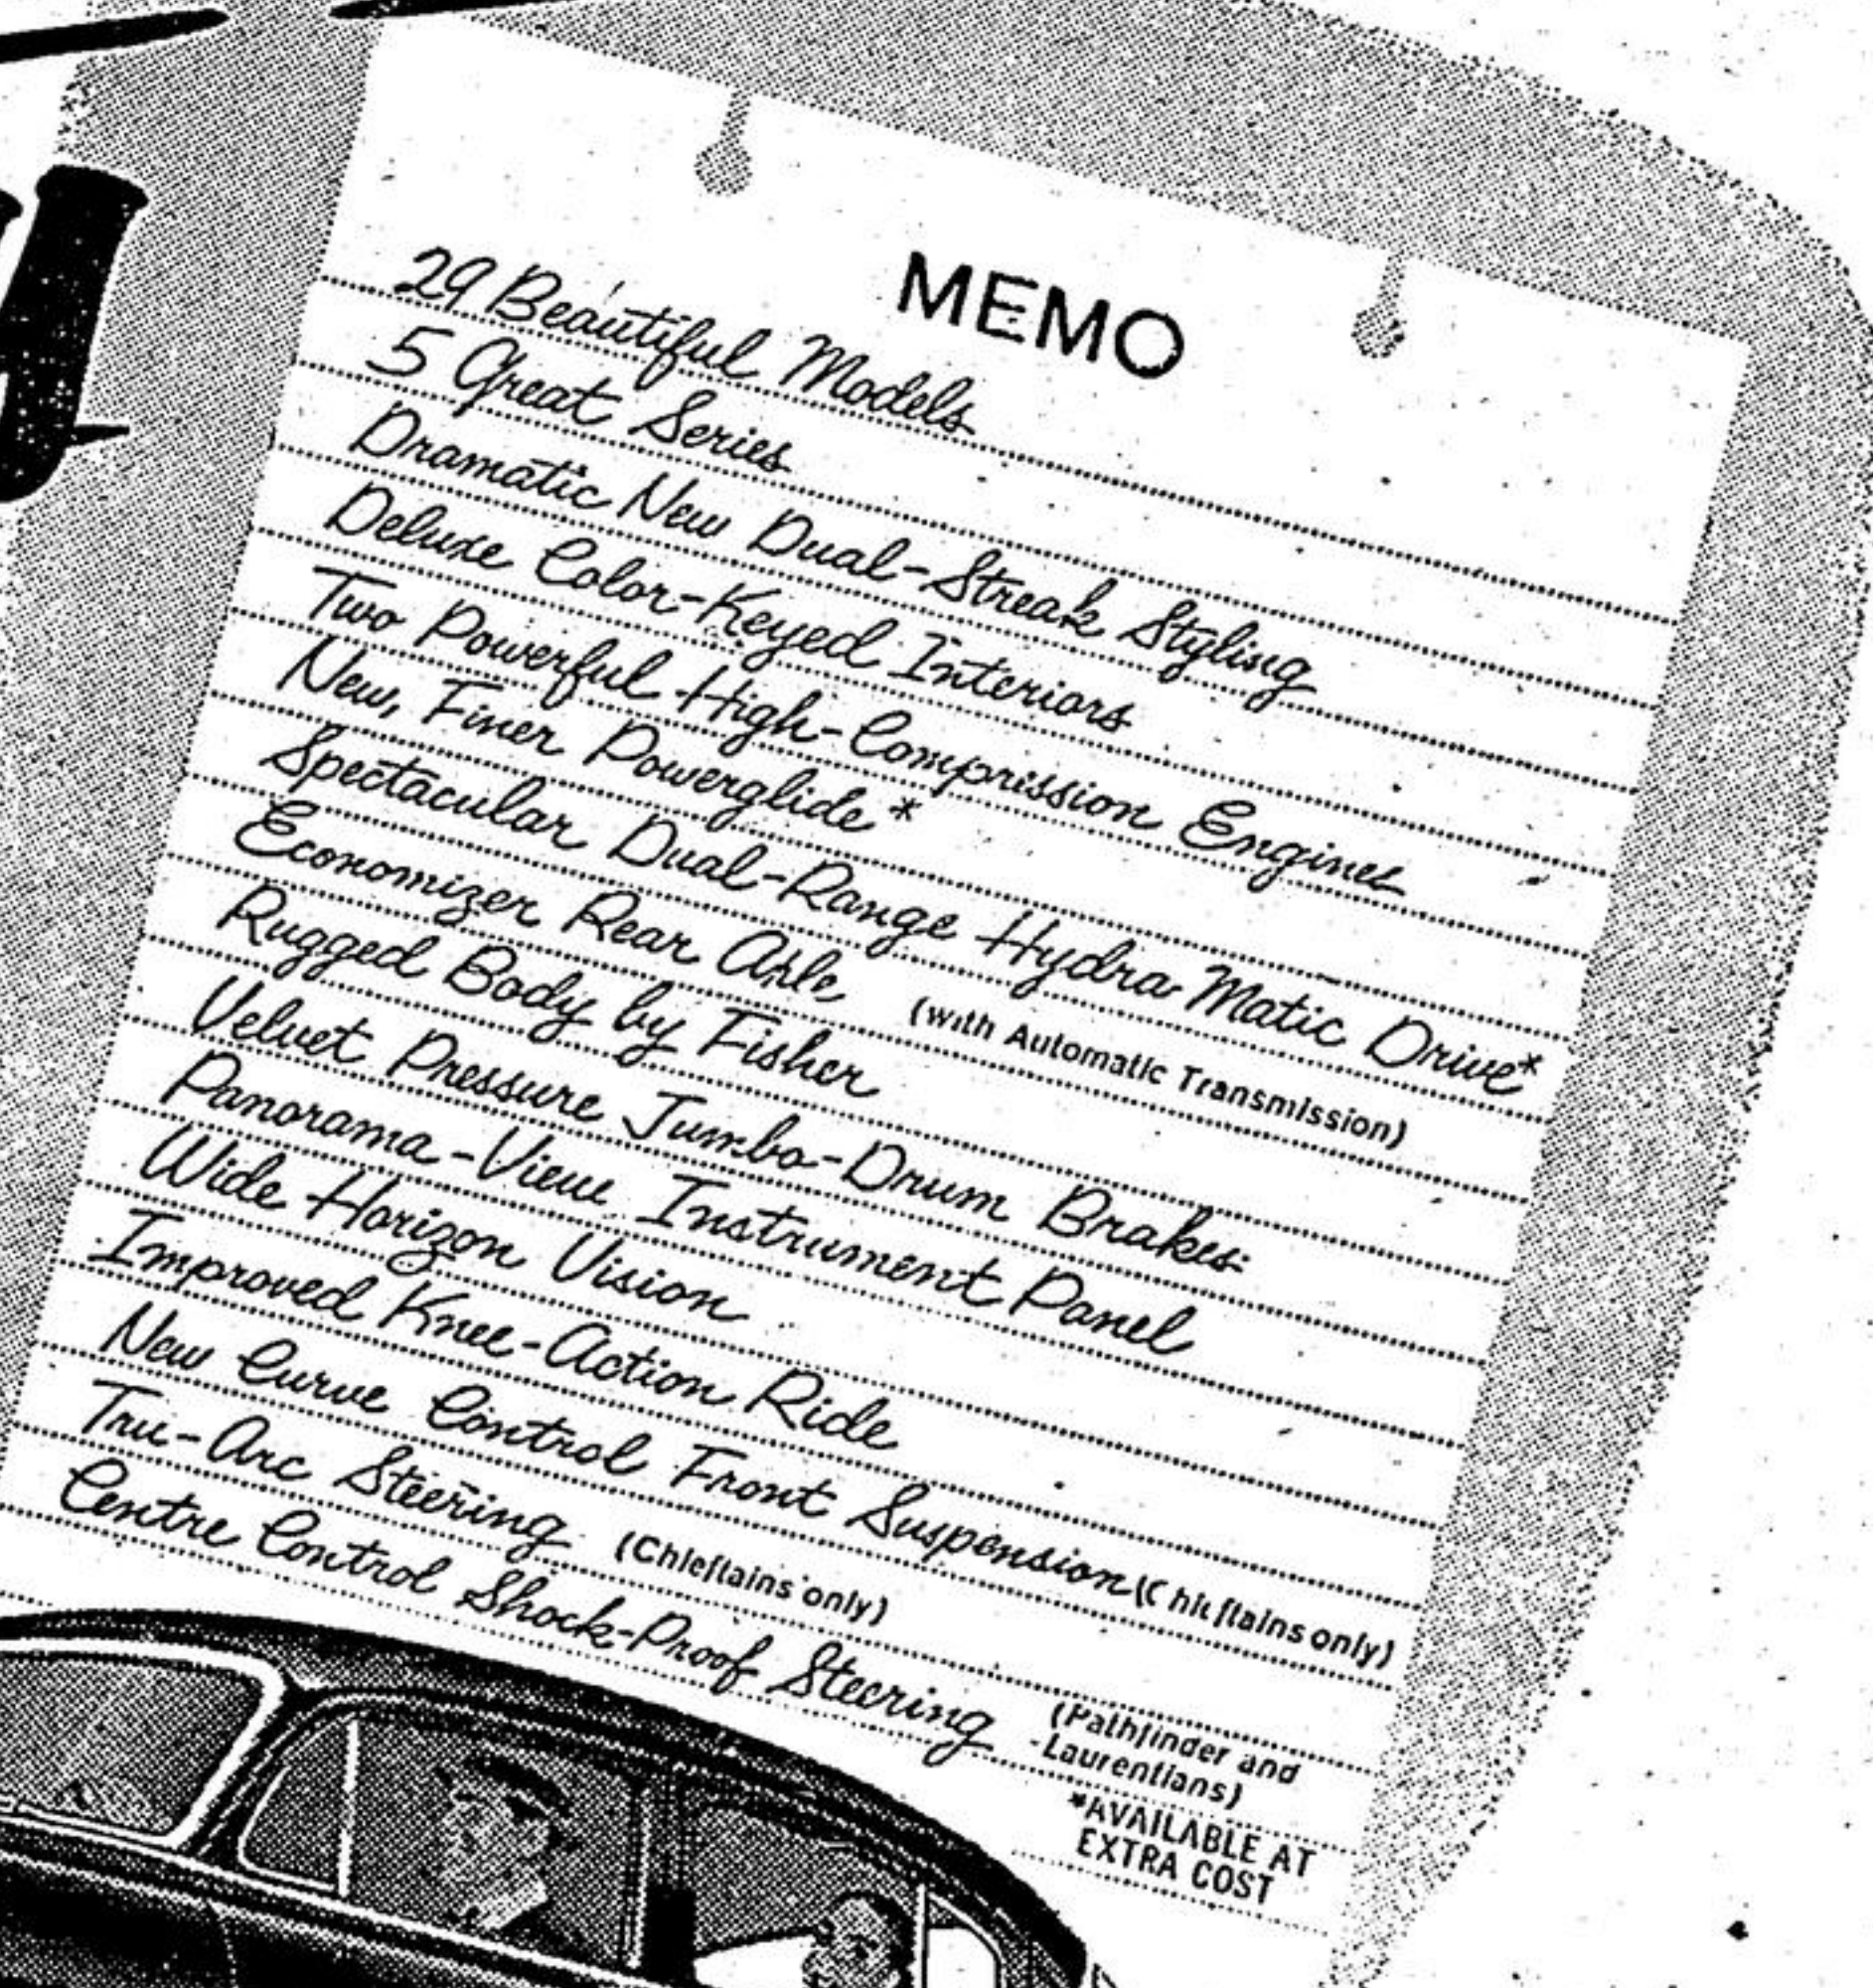 MEMO
29 Beautiful Models
5 Great Series
Dramatic New Dual-Streak Styling
Deluxe Color-Keyed Interiors
Two Powerful High-Compression Engines
New, Finer Powerglide*
Spectacular Dual-Range Hydra-Matic Drive*
Economizer Rear Axle (with Automatic Transmission)
Rugged Body by Fisher
Velvet Pressure Jumbo-Drum Brakes
Panorama-View Instrument Panel
Wide Horizon Vision
Improved Knee-Action Ride
New Curve Control Front Suspension (Chieftains only)
Tru-Arc Steering (Chieftains only)
Centre Control Shock-Proof Steering (Pathfinder and
Laurentians)
*AVAILABLE AT
EXTRA COST